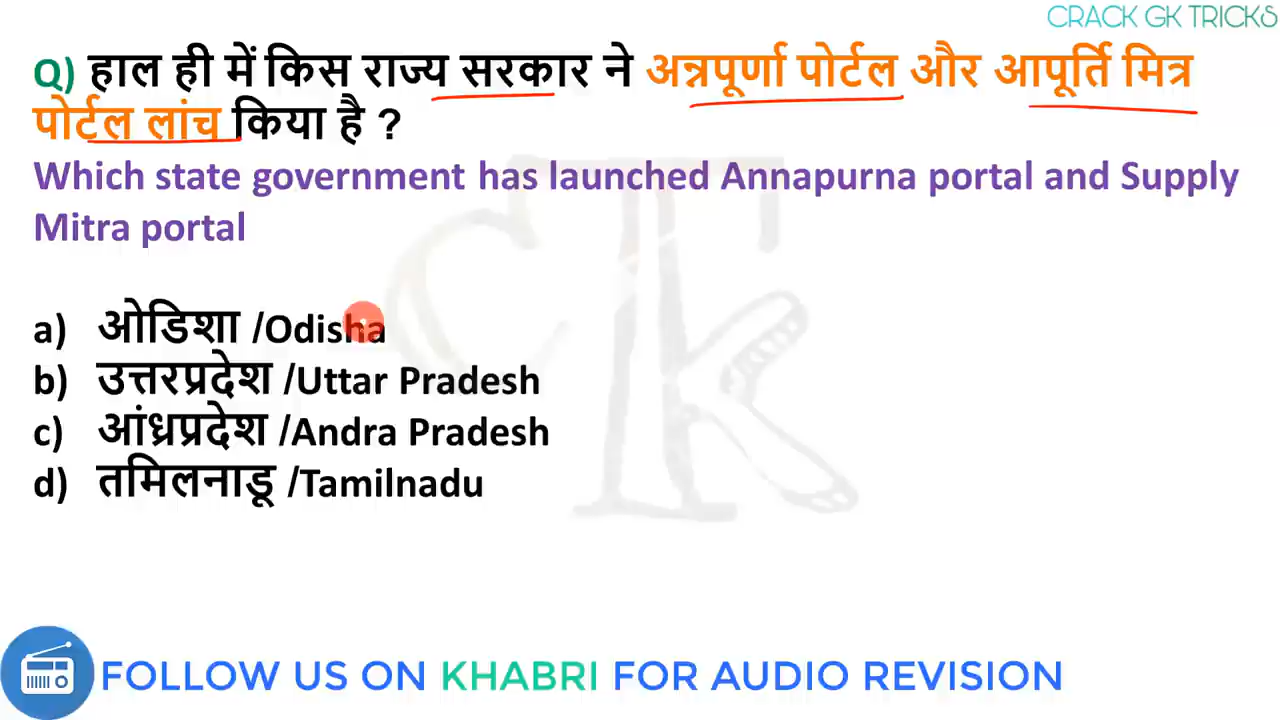 CRACK GK TRICKS
Q) हाल ही में किस राज्य सरकार ने अन्नपूर्णा पोर्टल और आपूर्ति मित्र
पोर्टल लांच किया है ?
Which state government has launched Annapurna portal and Supply
Mitra portal
a) ओडिशा /Odisha
b) उत्तरप्रदेश /Uttar Pradesh
c) आंध्रप्रदेश /Andra Pradesh
d) तमिलनाडू /Tamilnadu
CTk
FOLLOW US ON KHABRI FOR AUDIO REVISION